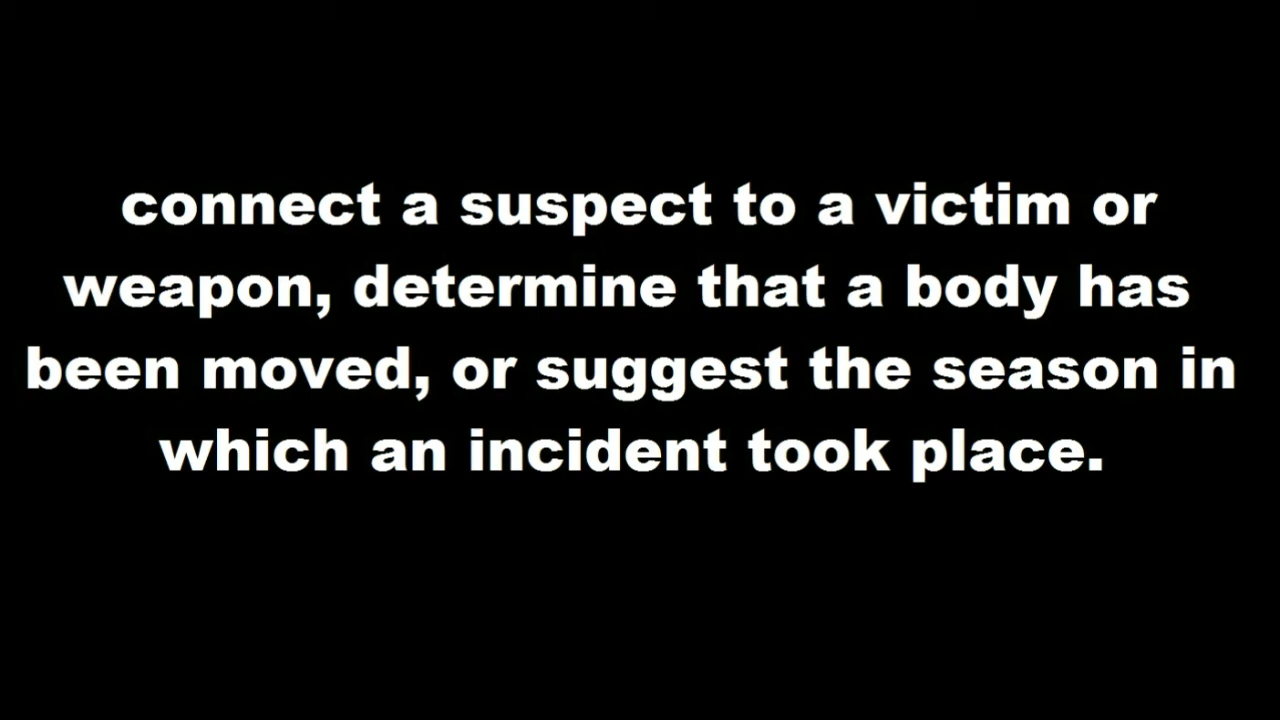 connect a suspect to a victim or
weapon, determine that a body has
been moved, or suggest the season in
which an incident took place.